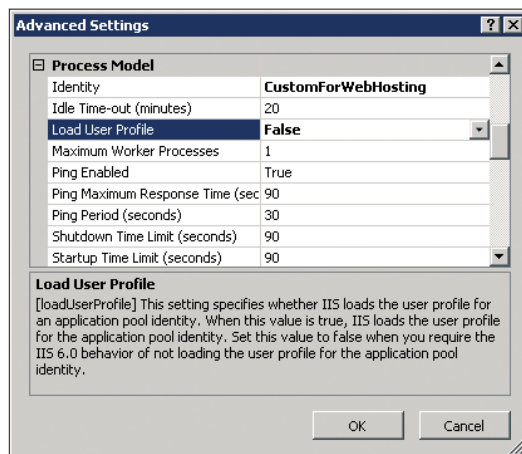 Advanced Settings
Process Model
Identity CustomForWebHosting
Idle Time-out (minutes) 20
Load User Profile False
Maximum Worker Processes 1
Ping Enabled True
Ping Maximum Response Time (sec 90
Ping Period (seconds) 30
Shutdown Time Limit (seconds) 90
Startup Time Limit (seconds) 90
Load User Profile
[loadUserProfile] This setting specifies whether IIS loads the user profile for
an application pool identity. When this value is true, IIS loads the user profile
for the application pool identity. Set this value to false when you require the
IIS 6.0 behavior of not loading the user profile for the application pool
identity.
OK Cancel